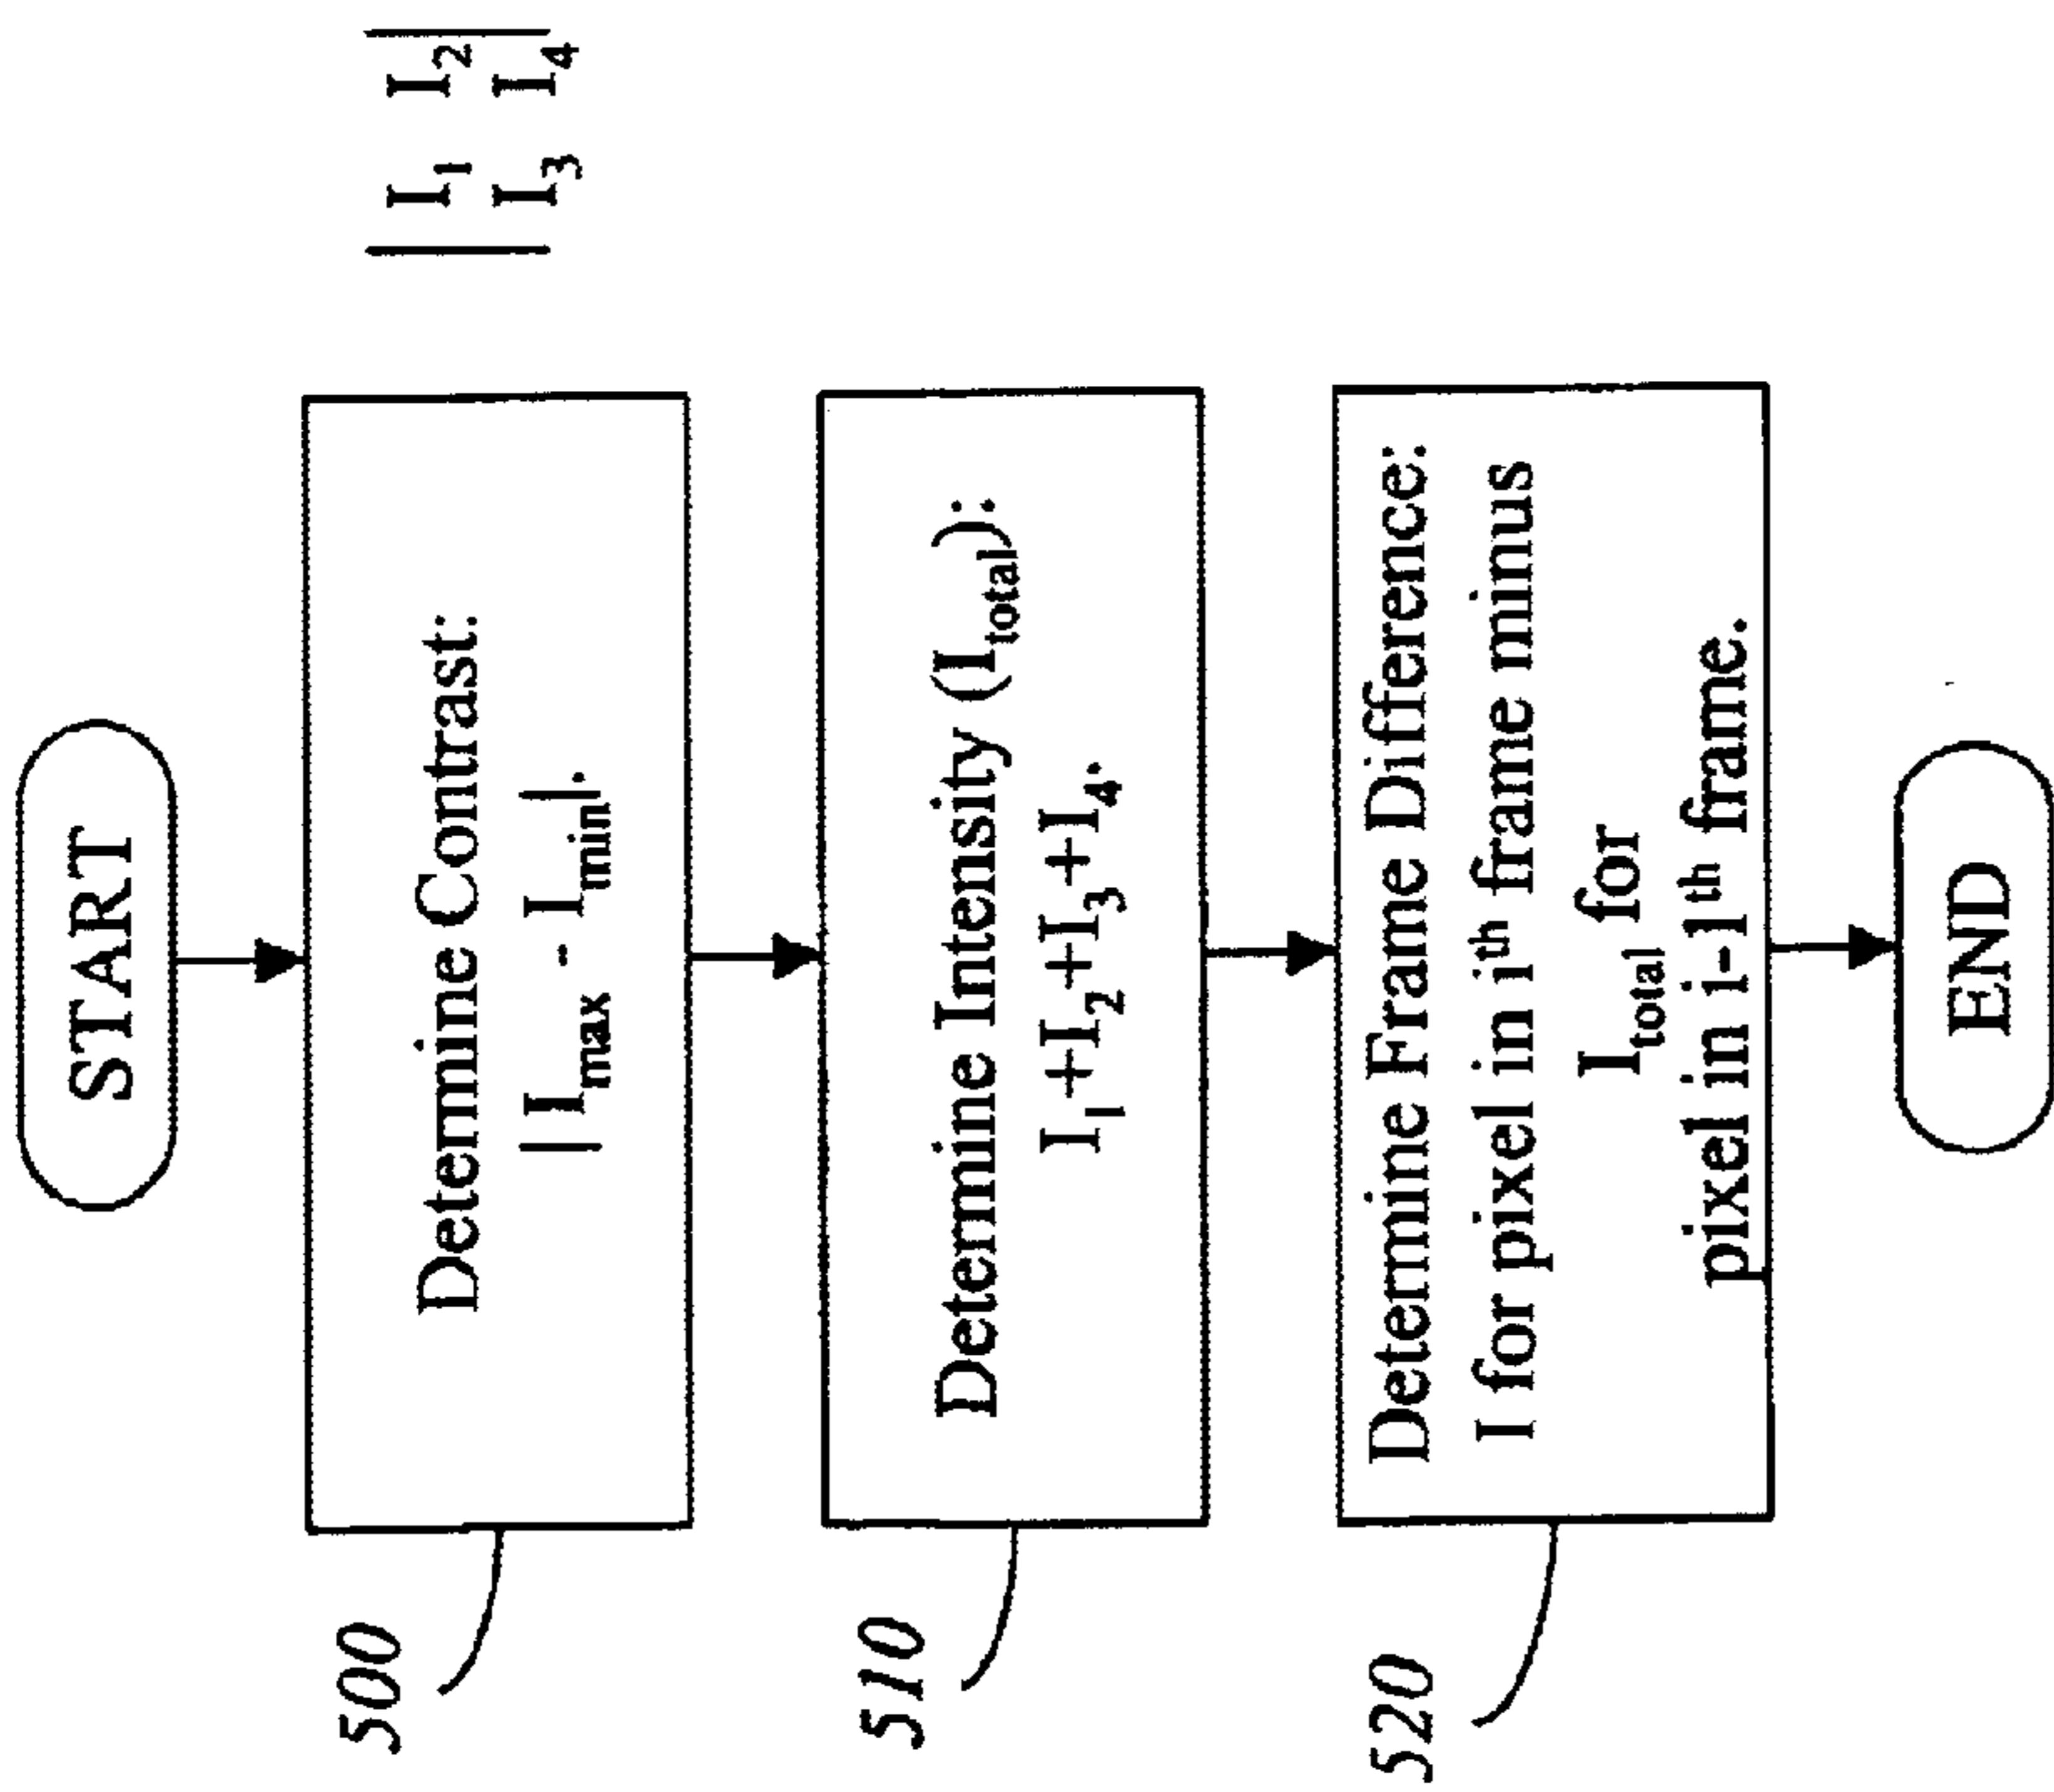 START
| I₁ I₂ |
| I₃ I₄ |
500
Determine Contrast:
|Iₘₐₓ - Iₘᵢₙ|.
510
Determine Intensity (Iₜₒₜₐₗ):
I₁+I₂+I₃+I₄.
520
Determine Frame Difference:
I for pixel in iᵗʰ frame minus
Iₜₒₜₐₗ for
pixel in i-1ᵗʰ frame.
END